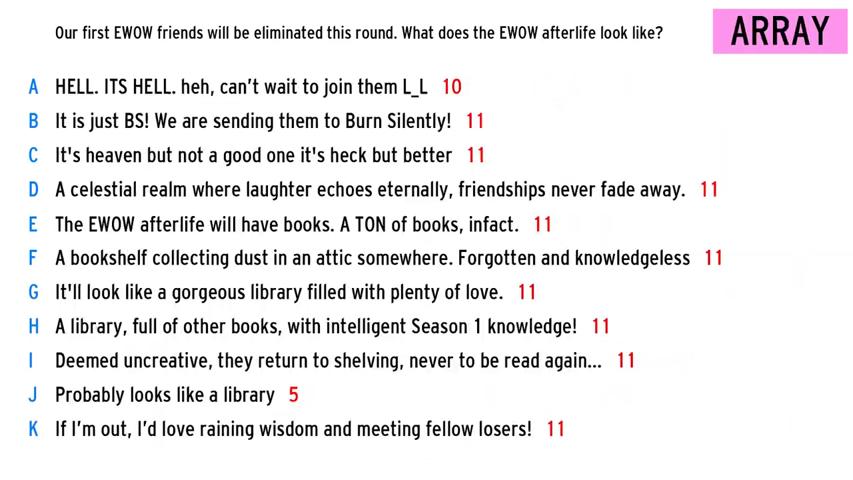 Our first EWOW friends will be eliminated this round. What does the EWOW afterlife look like?
ARRAY
A HELL. ITS HELL. heh, can't wait to join them L_L 10
B It is just BS! We are sending them to Burn Silently! 11
C It's heaven but not a good one it's heck but better 11
D A celestial realm where laughter echoes eternally, friendships never fade away. 11
E The EWOW afterlife will have books. A TON of books, infact. 11
F A bookshelf collecting dust in an attic somewhere. Forgotten and knowledgeless 11
G It'll look like a gorgeous library filled with plenty of love. 11
H A library, full of other books, with intelligent Season 1 knowledge! 11
I Deemed uncreative, they return to shelving, never to be read again... 11
J Probably looks like a library 5
K If I'm out, I'd love raining wisdom and meeting fellow losers! 11